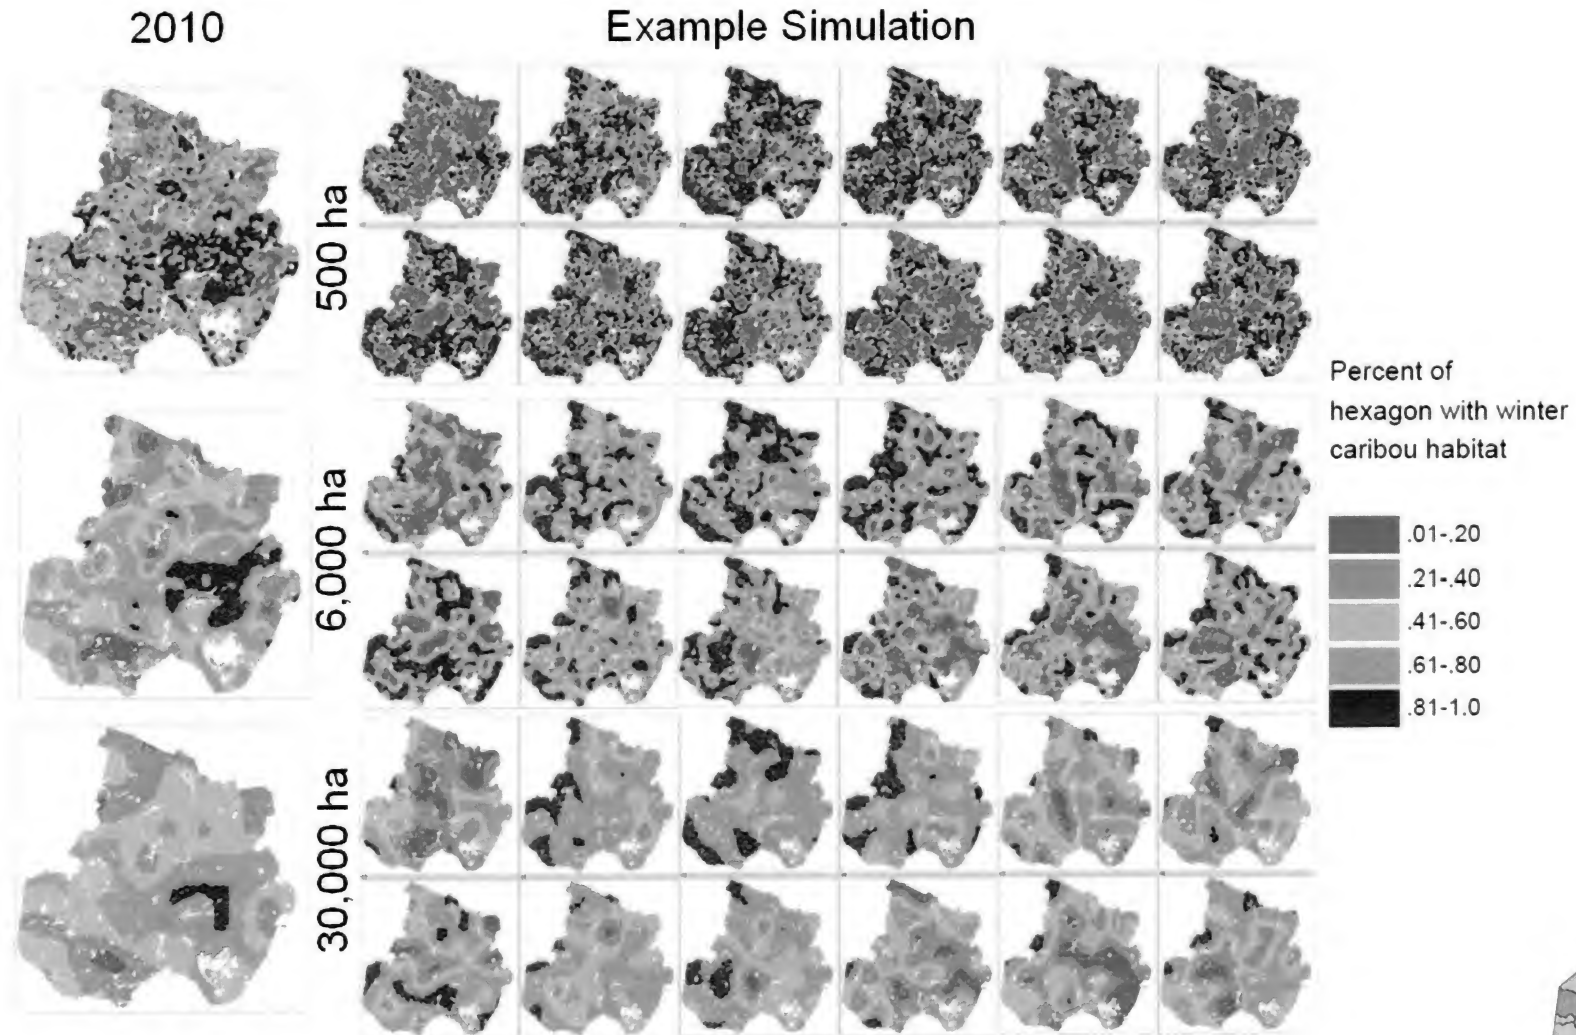 2010
Example Simulation
500 ha
6,000 ha
30,000 ha
Percent of
hexagon with winter
caribou habitat
.01-.20
.21-.40
.41-.60
.61-.80
.81-1.0